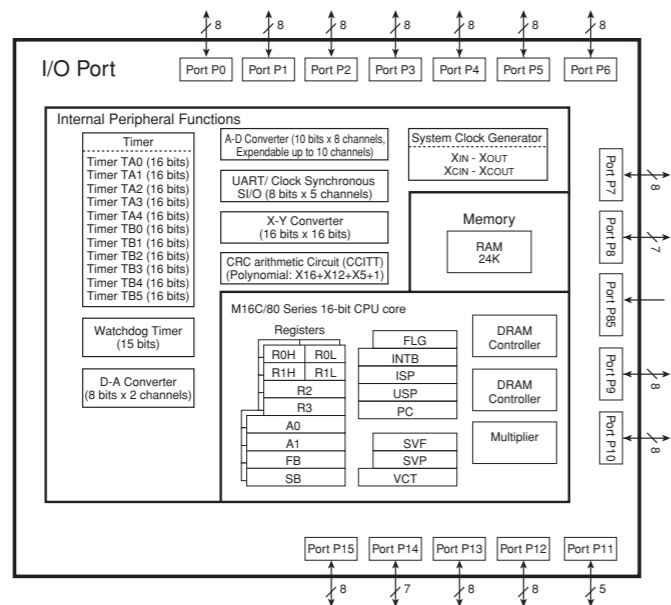 8 8 8 8 8 8 8
I/O Port
Port P0 Port P1 Port P2 Port P3 Port P4 Port P5 Port P6
Internal Peripheral Functions
Timer
Timer TA0 (16 bits)
Timer TA1 (16 bits)
Timer TA2 (16 bits)
Timer TA3 (16 bits)
Timer TA4 (16 bits)
Timer TB0 (16 bits)
Timer TB1 (16 bits)
Timer TB2 (16 bits)
Timer TB3 (16 bits)
Timer TB4 (16 bits)
Timer TB5 (16 bits)
Watchdog Timer
(15 bits)
D-A Converter
(8 bits x 2 channels)
A-D Converter (10 bits x 8 channels,
Expendable up to 10 channels)
UART/ Clock Synchronous
SI/O (8 bits x 5 channels)
X-Y Converter
(16 bits x 16 bits)
CRC arithmetic Circuit (CCITT)
(Polynomial: X16+X12+X5+1)
System Clock Generator
XIN - XOUT
XCIN - XCOUT
Memory
RAM
24K
M16C/80 Series 16-bit CPU core
Registers
R0H R0L
R1H R1L
R2
R3
A0
A1
FB
SB
FLG
INTB
ISP
USP
PC
SVF
SVP
VCT
DRAM
Controller
DRAM
Controller
Multiplier
Port P7
8
Port P8
7
Port P85
Port P9
8
Port P10
8
Port P15 Port P14 Port P13 Port P12 Port P11
8 7 8 8 5